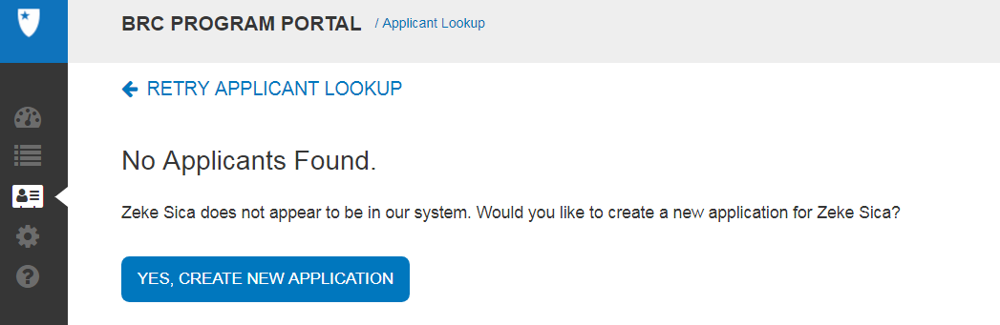 BRC PROGRAM PORTAL / Applicant Lookup
RETRY APPLICANT LOOKUP
No Applicants Found.
Zeke Sica does not appear to be in our system. Would you like to create a new application for Zeke Sica?
YES, CREATE NEW APPLICATION